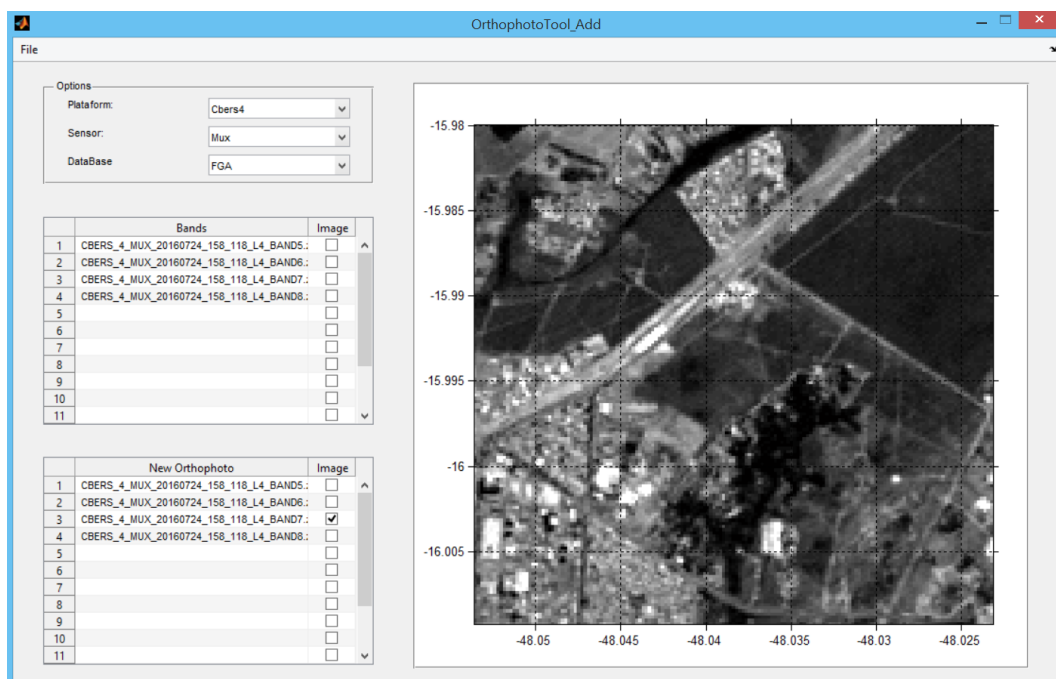 OrthophotoTool_Add
File
Options
Plataform: Cbers4
Sensor: Mux
DataBase FGA
Bands Image
1 CBERS_4_MUX_20160724_158_118_L4_BAND5.:
2 CBERS_4_MUX_20160724_158_118_L4_BAND6.:
3 CBERS_4_MUX_20160724_158_118_L4_BAND7.:
4 CBERS_4_MUX_20160724_158_118_L4_BAND8.:
5
6
7
8
9
10
11
New Orthophoto Image
1 CBERS_4_MUX_20160724_158_118_L4_BAND5.:
2 CBERS_4_MUX_20160724_158_118_L4_BAND6.:
3 CBERS_4_MUX_20160724_158_118_L4_BAND7.:
4 CBERS_4_MUX_20160724_158_118_L4_BAND8.:
5
6
7
8
9
10
11
-15.98
-15.985
-15.99
-15.995
-16
-16.005
-48.05 -48.045 -48.04 -48.035 -48.03 -48.025